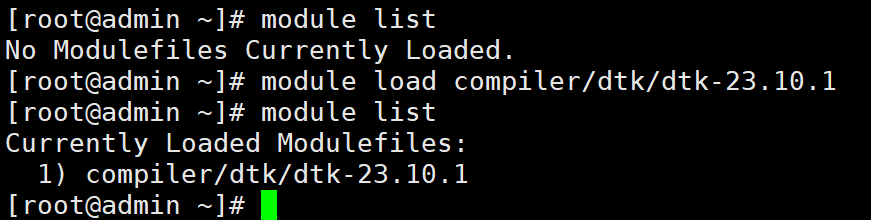 [root@admin ~]# module list
No Modulefiles Currently Loaded.
[root@admin ~]# module load compiler/dtk/dtk-23.10.1
[root@admin ~]# module list
Currently Loaded Modulefiles:
  1) compiler/dtk/dtk-23.10.1
[root@admin ~]#